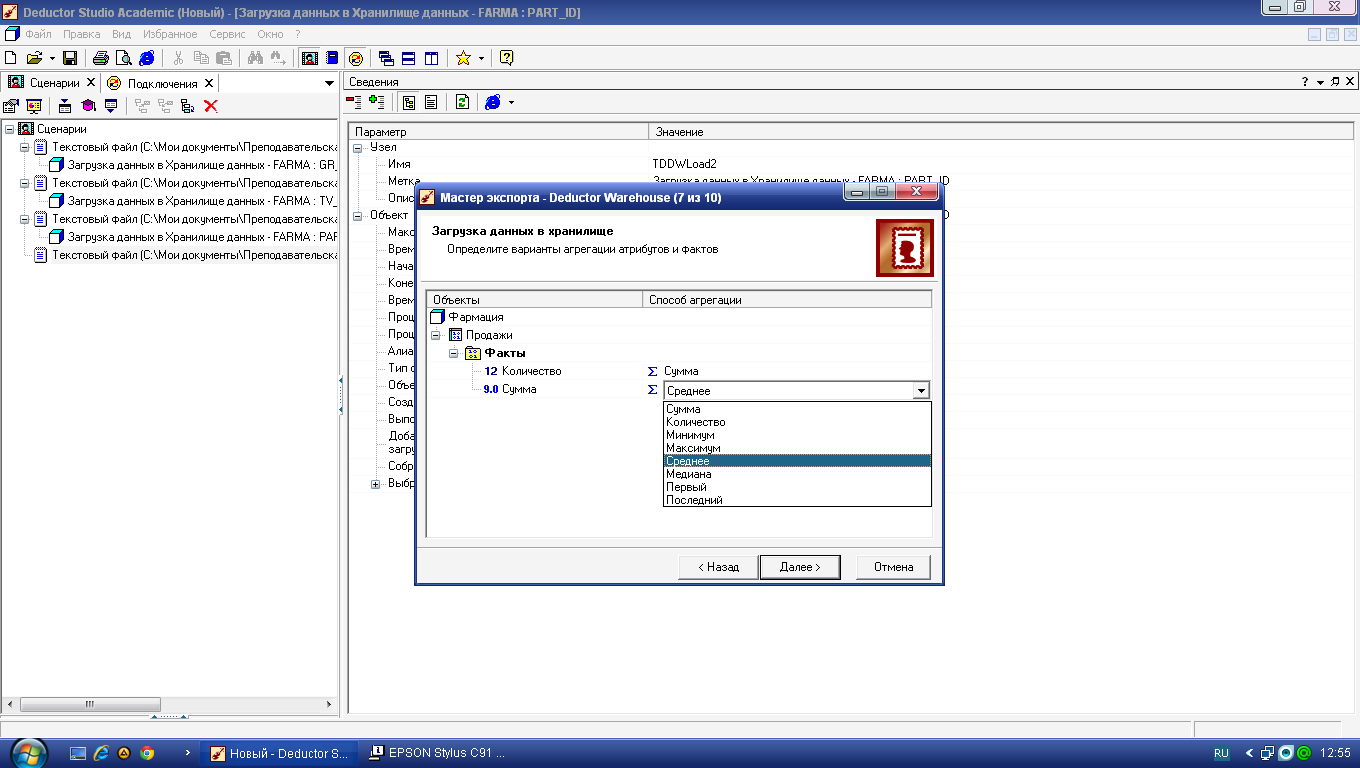 Deductor Studio Academic (Новый) - [Загрузка данных в Хранилище данных - FARMA : PART_ID]
Файл Правка Вид Избранное Сервис Окно ?
Сценарии Подключения
Сценарии
Текстовый файл (C:\Мои документы\Преподавательска
Загрузка данных в Хранилище данных - FARMA : GR_
Текстовый файл (C:\Мои документы\Преподавательска
Загрузка данных в Хранилище данных - FARMA : TV_
Текстовый файл (C:\Мои документы\Преподавательска
Загрузка данных в Хранилище данных - FARMA : PAR
Текстовый файл (C:\Мои документы\Преподавательска
Сведения
Параметр Значение
Узел
Имя TDDWLoad2
Метка Загрузка данных в Хранилище данных - FARMA : PART_ID
Опис
Объект
Макс
Врем
Нача
Коне
Врем
Проц
Проц
Алиа
Тип о
Объе
Созд
Выпо
Доба
загру
Собр
Выбр
Мастер экспорта - Deductor Warehouse (7 из 10)
Загрузка данных в хранилище
Определите варианты агрегации атрибутов и фактов
Объекты Способ агрегации
Фармация
Продажи
Факты
12 Количество Σ Сумма
9.0 Сумма Σ Среднее
Сумма
Количество
Минимум
Максимум
Среднее
Медиана
Первый
Последний
< Назад Далее > Отмена
Новый - Deductor S... EPSON Stylus C91 ... RU 12:55